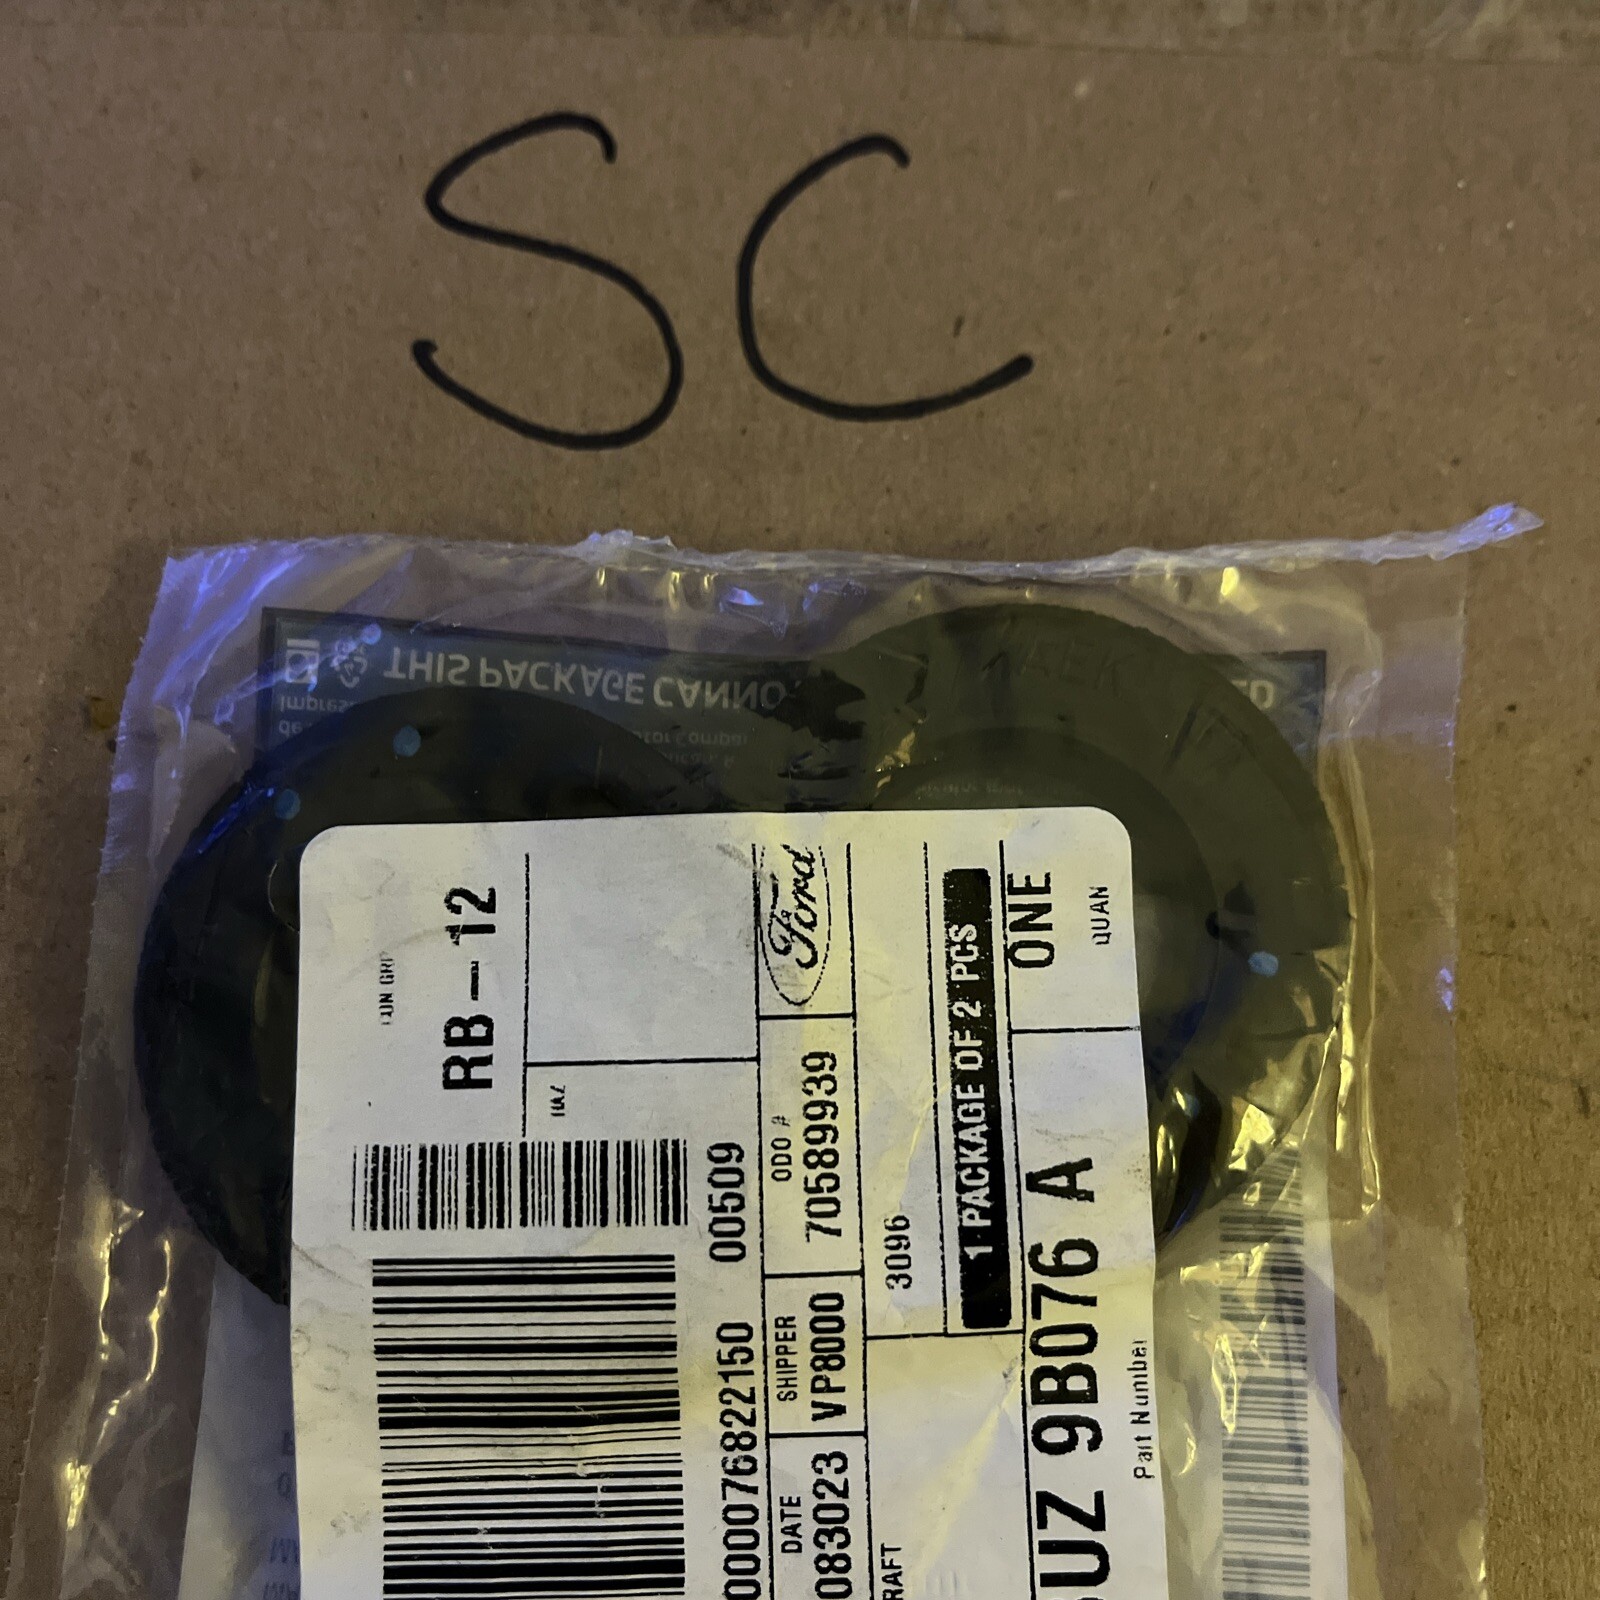 SC
THIS PACKAGE CANNO
RB-12
00509
Ford
ODO #
70589939
SHIPPER
VP8000
DATE
083023
0000076822150
3096
1 PACKAGE OF 2 PCS
ONE
QUAN
UZ 9B076 A
Part Number
RAFT